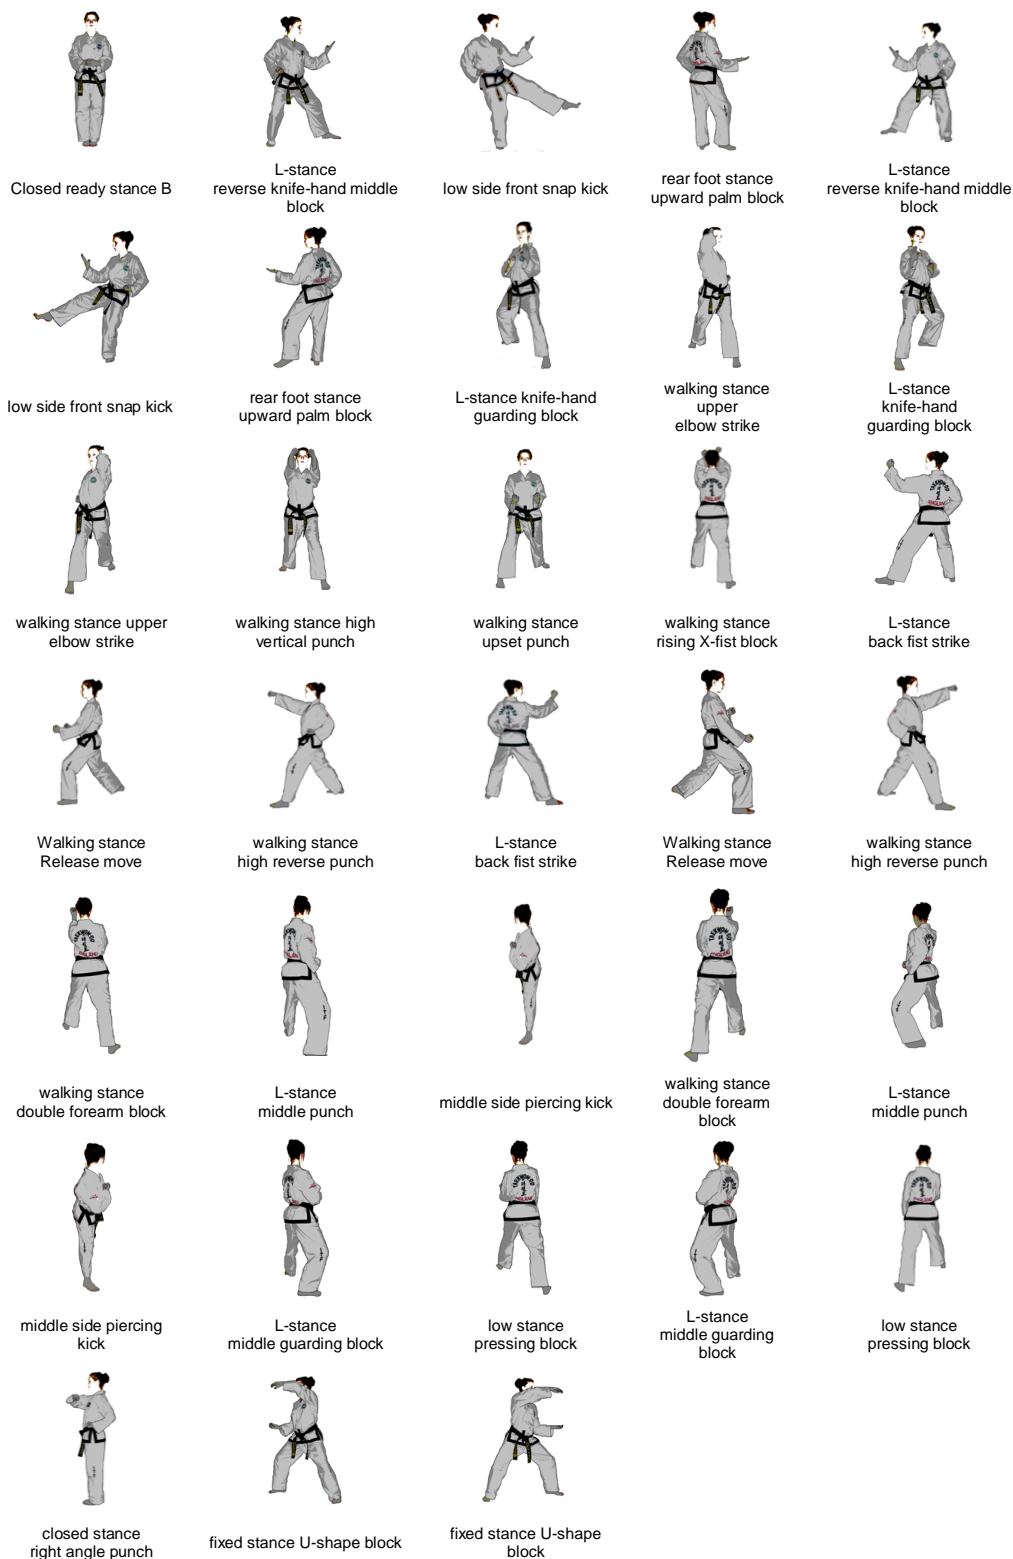 Closed ready stance B
L-stance
reverse knife-hand middle
block
low side front snap kick
rear foot stance
upward palm block
L-stance
reverse knife-hand middle
block
low side front snap kick
rear foot stance
upward palm block
L-stance knife-hand
guarding block
walking stance
upper
elbow strike
L-stance
knife-hand
guarding block
walking stance upper
elbow strike
walking stance high
vertical punch
walking stance
upset punch
walking stance
rising X-fist block
L-stance
back fist strike
Walking stance
Release move
walking stance
high reverse punch
L-stance
back fist strike
Walking stance
Release move
walking stance
high reverse punch
walking stance
double forearm block
L-stance
middle punch
middle side piercing kick
walking stance
double forearm
block
L-stance
middle punch
middle side piercing
kick
L-stance
middle guarding block
low stance
pressing block
L-stance
middle guarding
block
low stance
pressing block
closed stance
right angle punch
fixed stance U-shape block
fixed stance U-shape
block